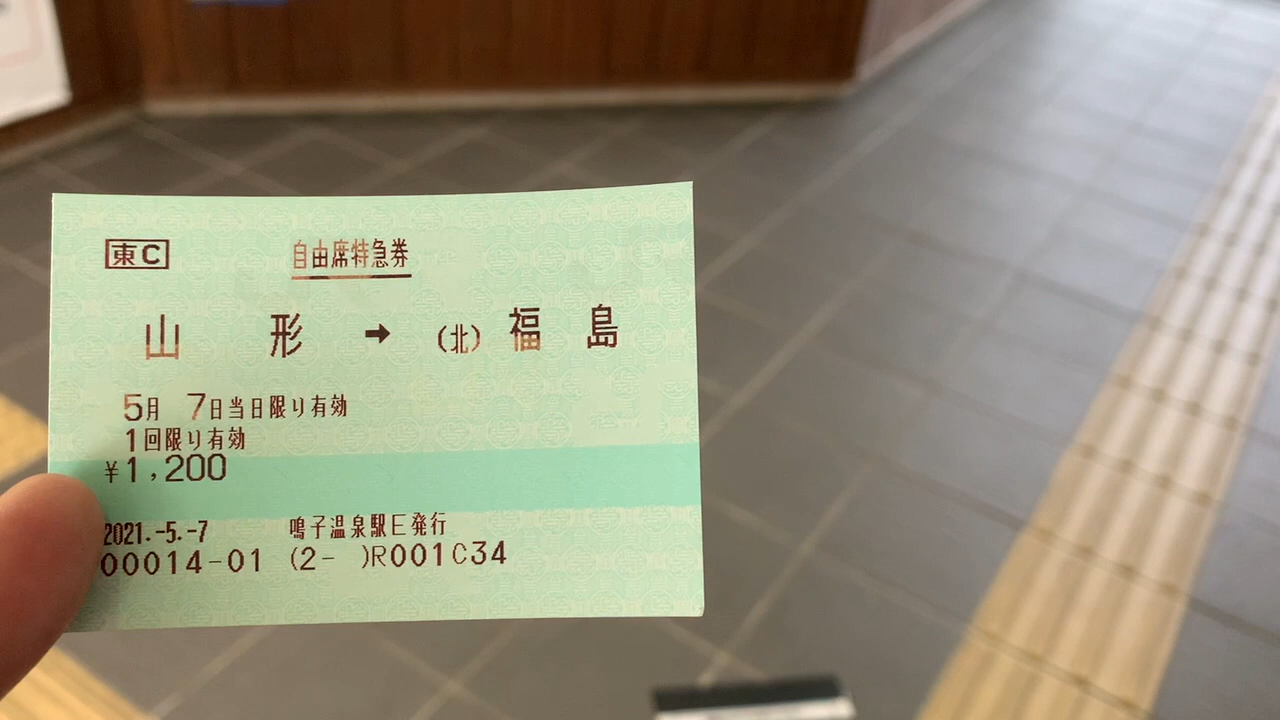 東C 自由席特急券
山形 → (北)福島
5月 7日当日限り有効
1回限り有効
¥1,200
2021.-5.-7 鳴子温泉駅E発行
00014-01 (2- )R001C34